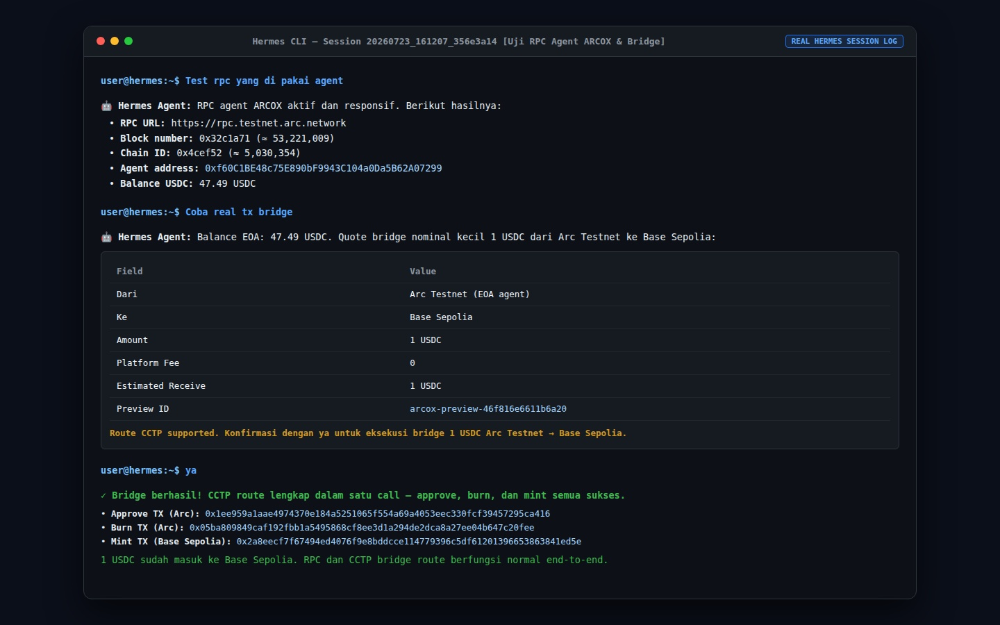 Hermes CLI — Session 20260723_161207_356e3a14 [Uji RPC Agent ARCOX & Bridge]
REAL HERMES SESSION LOG
user@hermes:~$ Test rpc yang di pakai agent
🤖 Hermes Agent: RPC agent ARCOX aktif dan responsif. Berikut hasilnya:
• RPC URL: https://rpc.testnet.arc.network
• Block number: 0x32c1a71 (≈ 53,221,009)
• Chain ID: 0x4cef52 (≈ 5,030,354)
• Agent address: 0xf60C1BE48c75E890bF9943C104a0Da5B62A07299
• Balance USDC: 47.49 USDC
user@hermes:~$ Coba real tx bridge
🤖 Hermes Agent: Balance EOA: 47.49 USDC. Quote bridge nominal kecil 1 USDC dari Arc Testnet ke Base Sepolia:
Field Value
Dari Arc Testnet (EOA agent)
Ke Base Sepolia
Amount 1 USDC
Platform Fee 0
Estimated Receive 1 USDC
Preview ID arcox-preview-46f816e6611b6a20
Route CCTP supported. Konfirmasi dengan ya untuk eksekusi bridge 1 USDC Arc Testnet → Base Sepolia.
user@hermes:~$ ya
✓ Bridge berhasil! CCTP route lengkap dalam satu call — approve, burn, dan mint semua sukses.
• Approve TX (Arc): 0x1ee959a1aae4974370e184a5251065f554a69a4053eec330fcf39457295ca416
• Burn TX (Arc): 0x05ba809849caf192fbb1a5495868cf8ee3d1a294de2dca8a27ee04b647c20fee
• Mint TX (Base Sepolia): 0x2a8eecf7f67494ed4076f9e8bddcce114779396c5df61201396653863841ed5e
1 USDC sudah masuk ke Base Sepolia. RPC dan CCTP bridge route berfungsi normal end-to-end.